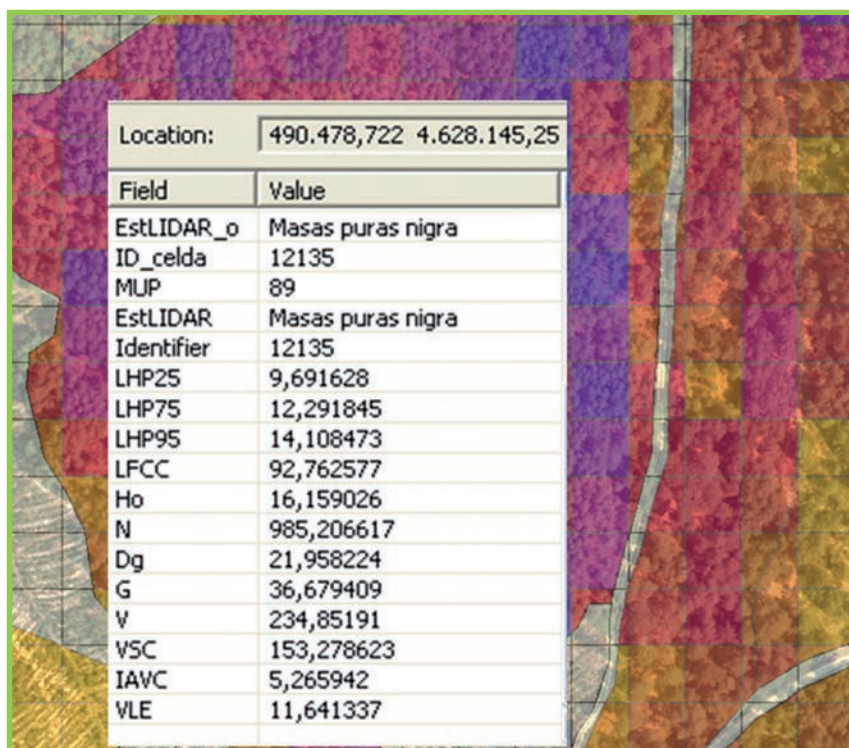 Location: 490.478,722 4.628.145,25
Field Value
EstLIDAR_o Masas puras nigra
ID_celda 12135
MUP 89
EstLIDAR Masas puras nigra
Identifier 12135
LHP25 9,691628
LHP75 12,291845
LHP95 14,108473
LFCC 92,762577
Ho 16,159026
N 985,206617
Dg 21,958224
G 36,679409
V 234,85191
VSC 153,278623
IAVC 5,265942
VLE 11,641337